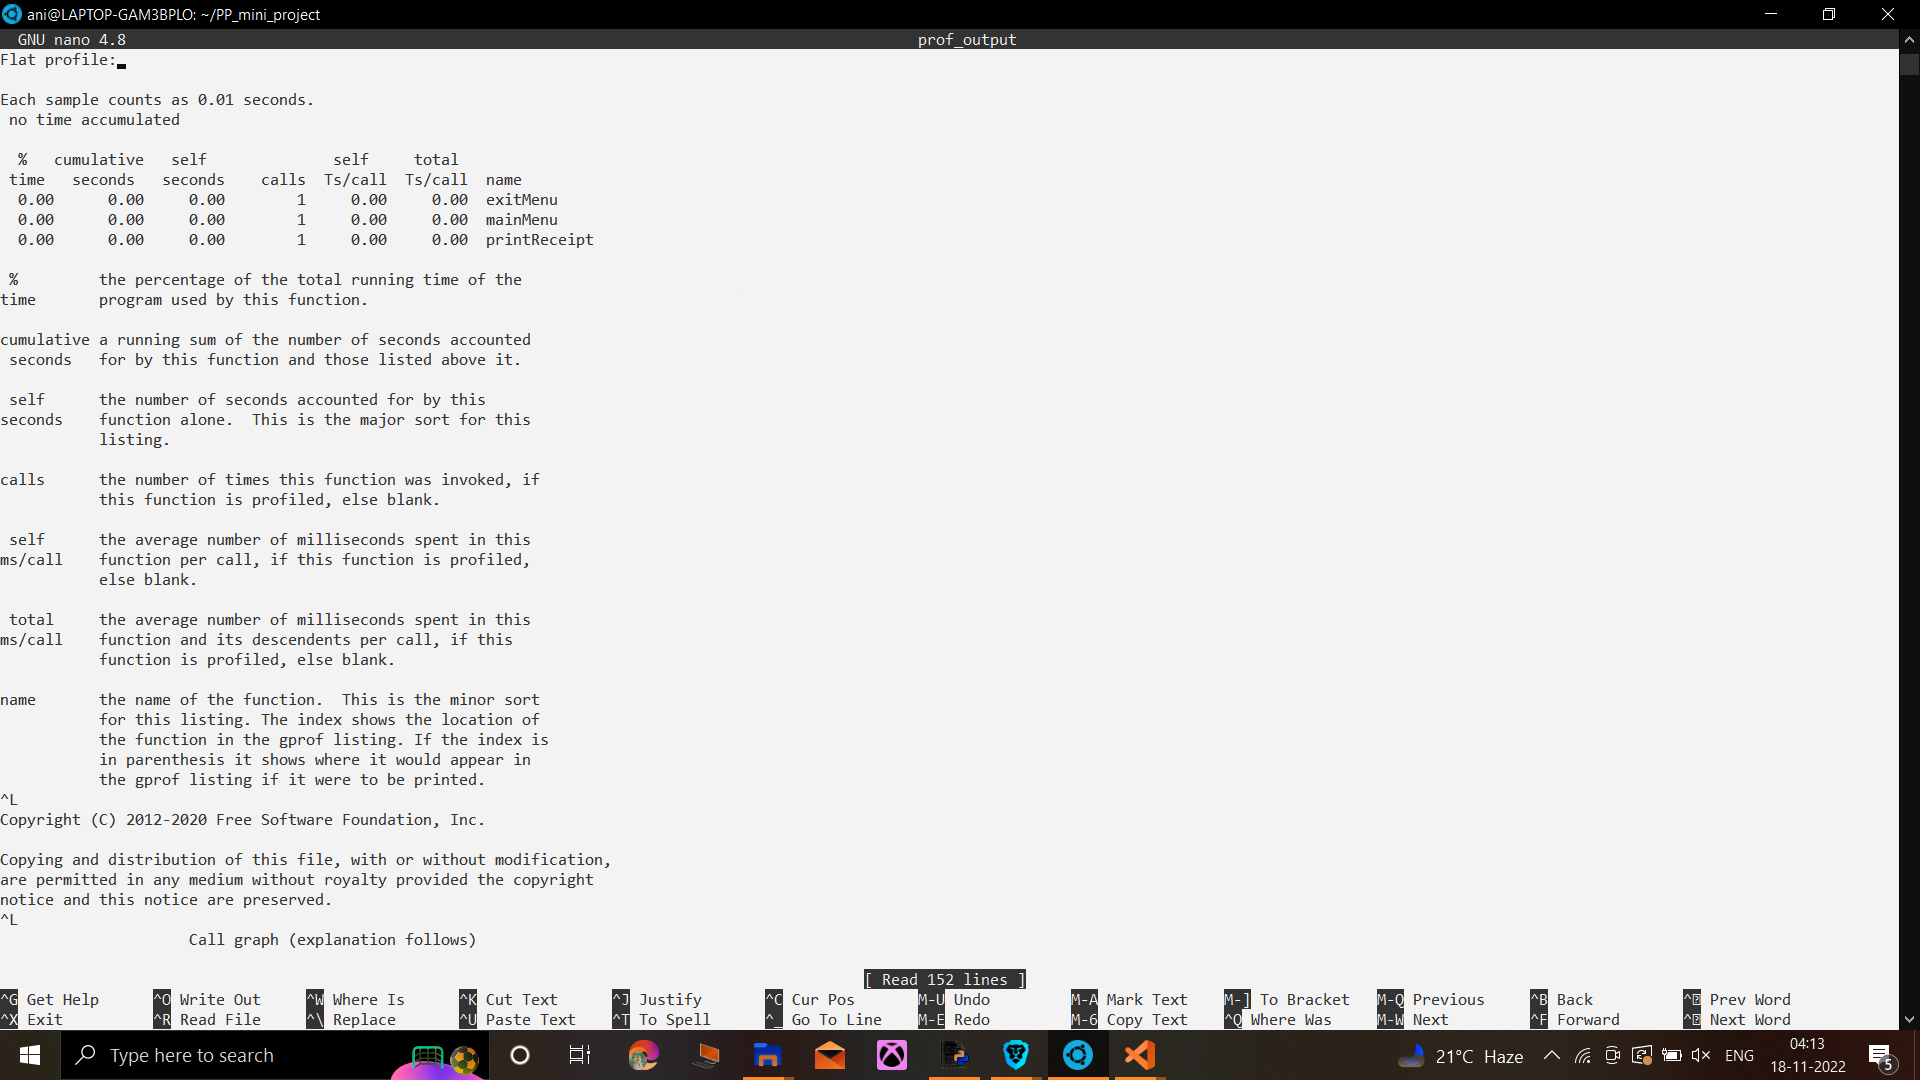 ani@LAPTOP-GAM3BPLO: ~/PP_mini_project
GNU nano 4.8 prof_output
Flat profile:

Each sample counts as 0.01 seconds.
 no time accumulated

  %   cumulative   self              self     total
 time   seconds   seconds    calls  Ts/call  Ts/call  name
  0.00      0.00     0.00        1     0.00     0.00  exitMenu
  0.00      0.00     0.00        1     0.00     0.00  mainMenu
  0.00      0.00     0.00        1     0.00     0.00  printReceipt

 %         the percentage of the total running time of the
time       program used by this function.

cumulative a running sum of the number of seconds accounted
 seconds   for by this function and those listed above it.

 self      the number of seconds accounted for by this
seconds    function alone.  This is the major sort for this
           listing.

calls      the number of times this function was invoked, if
           this function is profiled, else blank.

 self      the average number of milliseconds spent in this
ms/call    function per call, if this function is profiled,
           else blank.

 total     the average number of milliseconds spent in this
ms/call    function and its descendents per call, if this
           function is profiled, else blank.

name       the name of the function.  This is the minor sort
           for this listing. The index shows the location of
           the function in the gprof listing. If the index is
           in parenthesis it shows where it would appear in
           the gprof listing if it were to be printed.
^L
Copyright (C) 2012-2020 Free Software Foundation, Inc.

Copying and distribution of this file, with or without modification,
are permitted in any medium without royalty provided the copyright
notice and this notice are preserved.
^L
                     Call graph (explanation follows)

[ Read 152 lines ]
^G Get Help ^O Write Out ^W Where Is ^K Cut Text ^J Justify ^C Cur Pos M-U Undo M-A Mark Text M-] To Bracket M-Q Previous ^B Back ^ Prev Word
^X Exit ^R Read File ^\ Replace ^U Paste Text ^T To Spell ^_ Go To Line M-E Redo M-6 Copy Text ^Q Where Was M-W Next ^F Forward ^ Next Word
Type here to search
21°C Haze
ENG
04:13
18-11-2022
5